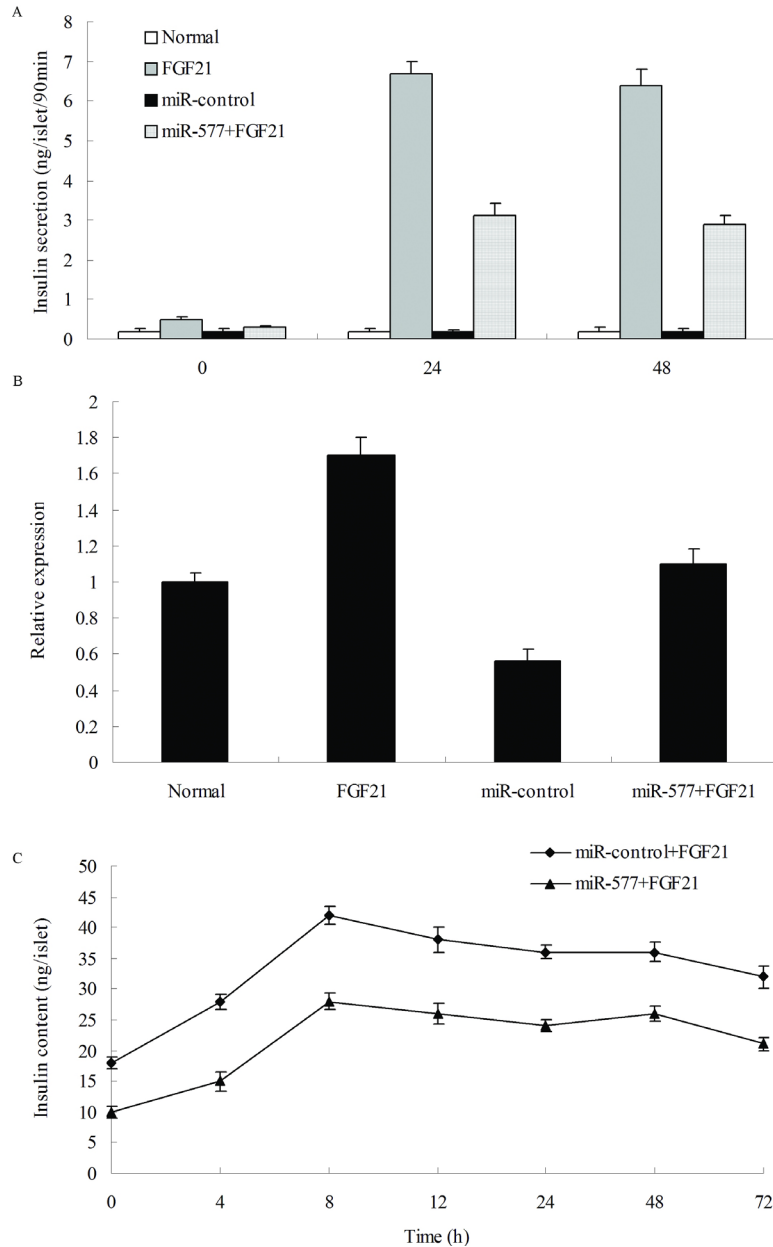 A
Insulin secretion (ng/islet/90min
8
7
6
5
4
3
2
1
0
Normal
FGF21
miR-control
miR-577+FGF21
0 24 48
B
Relative expression
2
1.8
1.6
1.4
1.2
1
0.8
0.6
0.4
0.2
0
Normal FGF21 miR-control miR-577+FGF21
C
miR-control+FGF21
miR-577+FGF21
Insulin content (ng/islet)
50
45
40
35
30
25
20
15
10
5
0
0 4 8 12 24 48 72
Time (h)